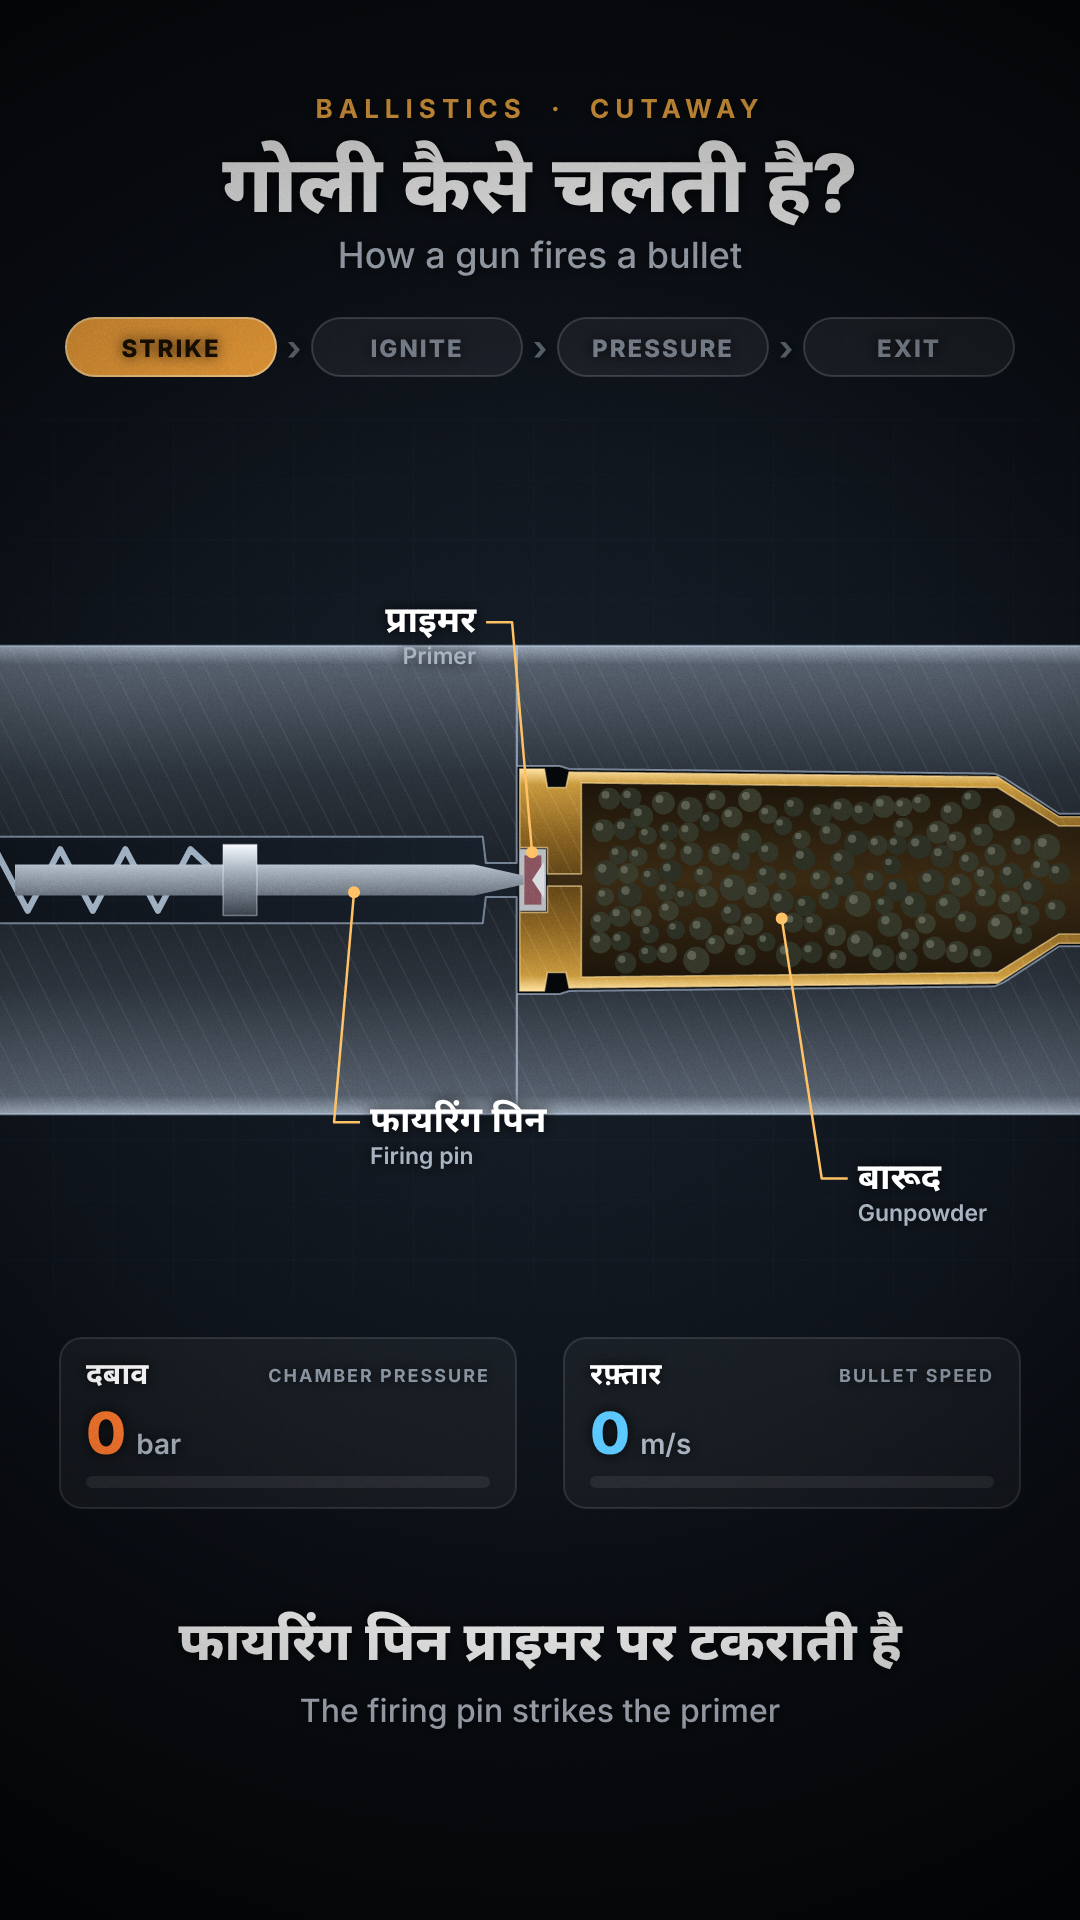 BALLISTICS · CUTAWAY
गोली कैसे चलती है?
How a gun fires a bullet
STRIKE › IGNITE › PRESSURE › EXIT
प्राइमर
Primer
फायरिंग पिन
Firing pin
बारूद
Gunpowder
दबाव CHAMBER PRESSURE
0 bar
रफ़्तार BULLET SPEED
0 m/s
फायरिंग पिन प्राइमर पर टकराती है
The firing pin strikes the primer